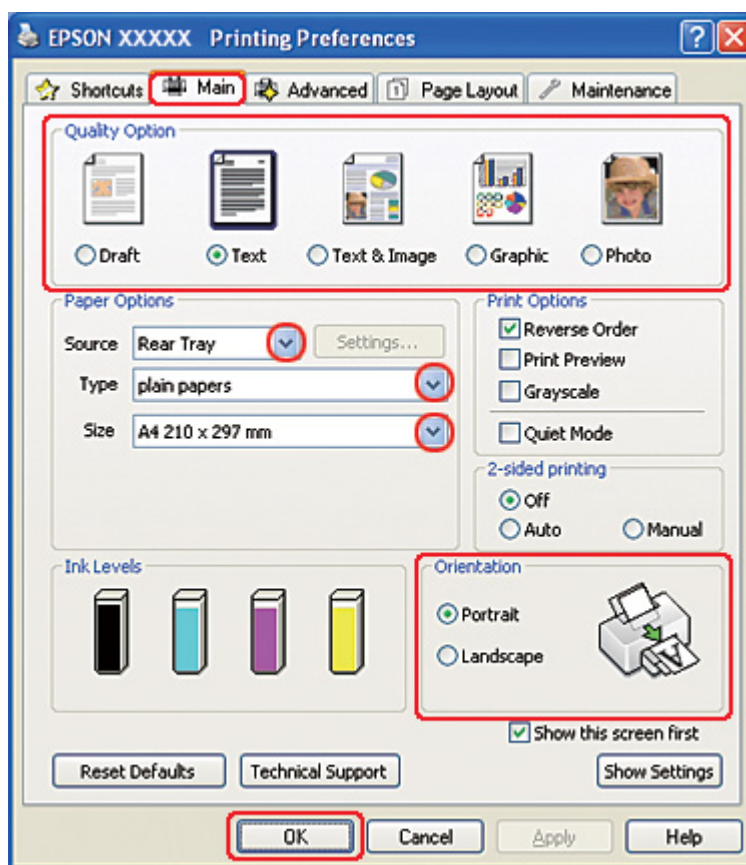 EPSON XXXXX Printing Preferences
Shortcuts Main Advanced Page Layout Maintenance
Quality Option
Draft Text Text & Image Graphic Photo
Paper Options
Source Rear Tray Settings...
Type plain papers
Size A4 210 x 297 mm
Print Options
Reverse Order
Print Preview
Grayscale
Quiet Mode
2-sided printing
Off
Auto Manual
Ink Levels
Orientation
Portrait
Landscape
Show this screen first
Reset Defaults Technical Support Show Settings
OK Cancel Apply Help